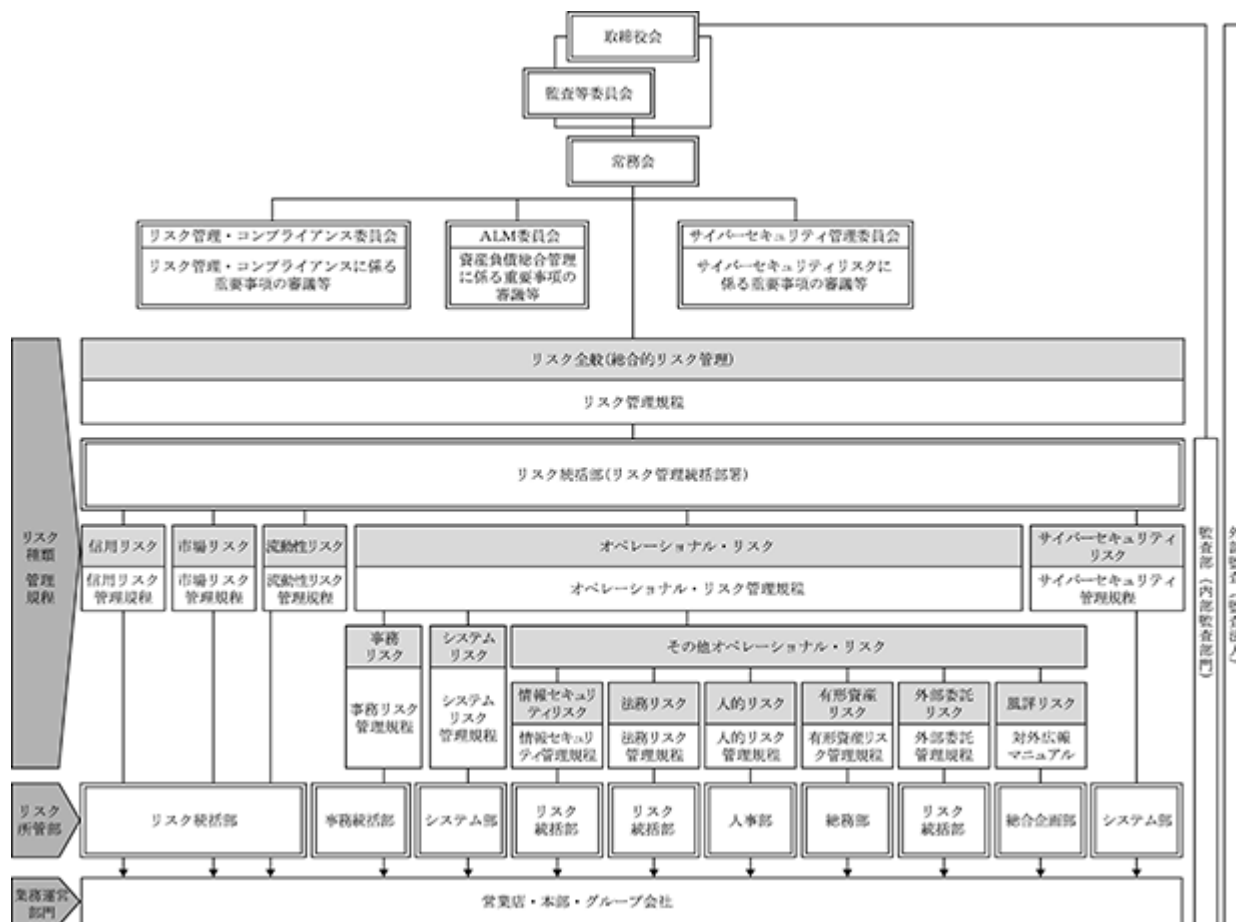 取締役会
監査等委員会
常務会
リスク管理・コンプライアンス委員会
リスク管理・コンプライアンスに係る
重要事項の審議等
ALM委員会
資産負債総合管理
に係る重要事項の
審議等
サイバーセキュリティ管理委員会
サイバーセキュリティリスクに
係る重要事項の審議等
リスク全般(総合的リスク管理)
リスク管理規程
リスク統括部(リスク管理統括部署)
リスク
種類
管理
規程
信用リスク
信用リスク
管理規程
市場リスク
市場リスク
管理規程
流動性リスク
流動性リスク
管理規程
オペレーショナル・リスク
オペレーショナル・リスク管理規程
サイバーセキュリティ
リスク
サイバーセキュリティ
管理規程
事務
リスク
事務リスク
管理規程
システム
リスク
システム
リスク
管理規程
その他オペレーショナル・リスク
情報セキュリ
ティリスク
情報セキュリ
ティ管理規程
法務リスク
法務リスク
管理規程
人的リスク
人的リスク
管理規程
有形資産
リスク
有形資産リス
ク管理規程
外部委託
リスク
外部委託
管理規程
風評リスク
対外広報
マニュアル
リスク
所管部
リスク統括部
事務統括部
システム部
リスク
統括部
リスク
統括部
人事部
総務部
リスク
統括部
総合企画部
システム部
業務運営
部門
営業店・本部・グループ会社
監査部(内部監査部門)
外部監査(監査法人)